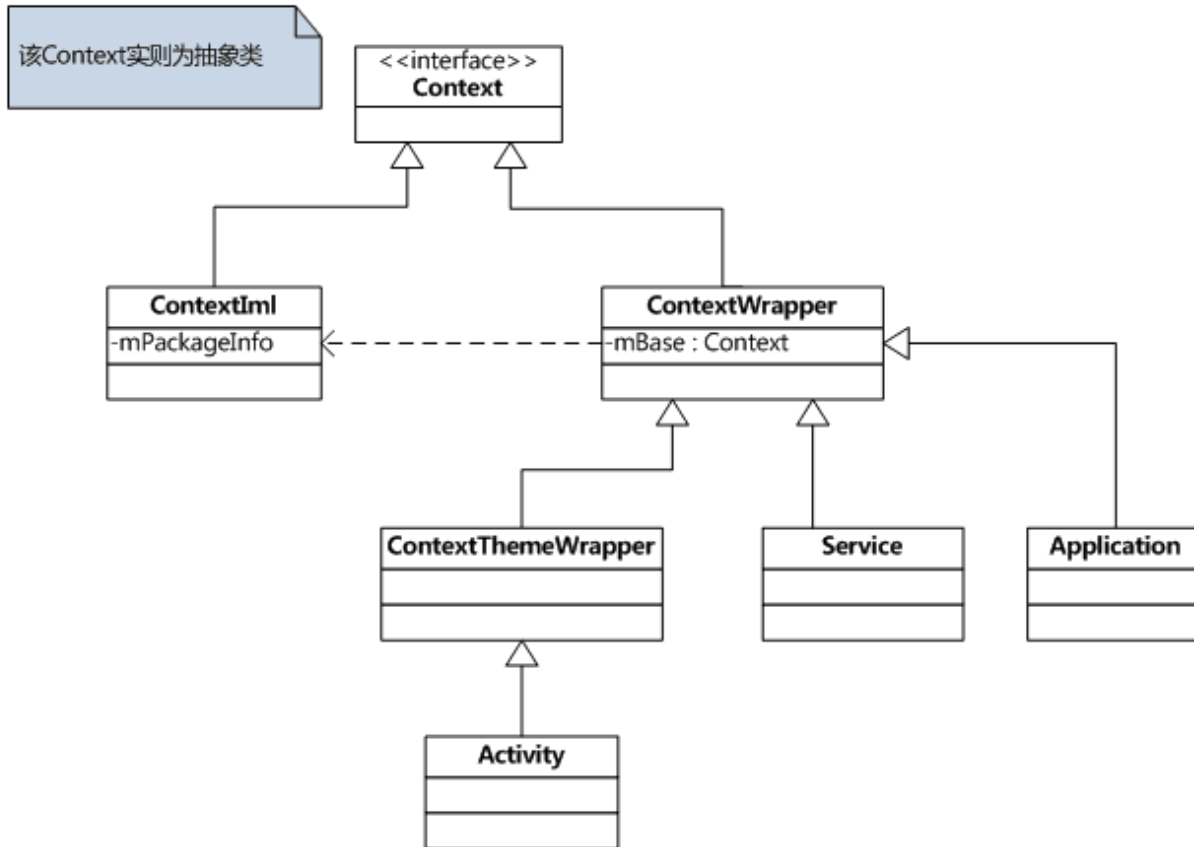 该Context实则为抽象类
<<interface>>
Context
ContextIml
-mPackageInfo
ContextWrapper
-mBase : Context
ContextThemeWrapper
Service
Application
Activity